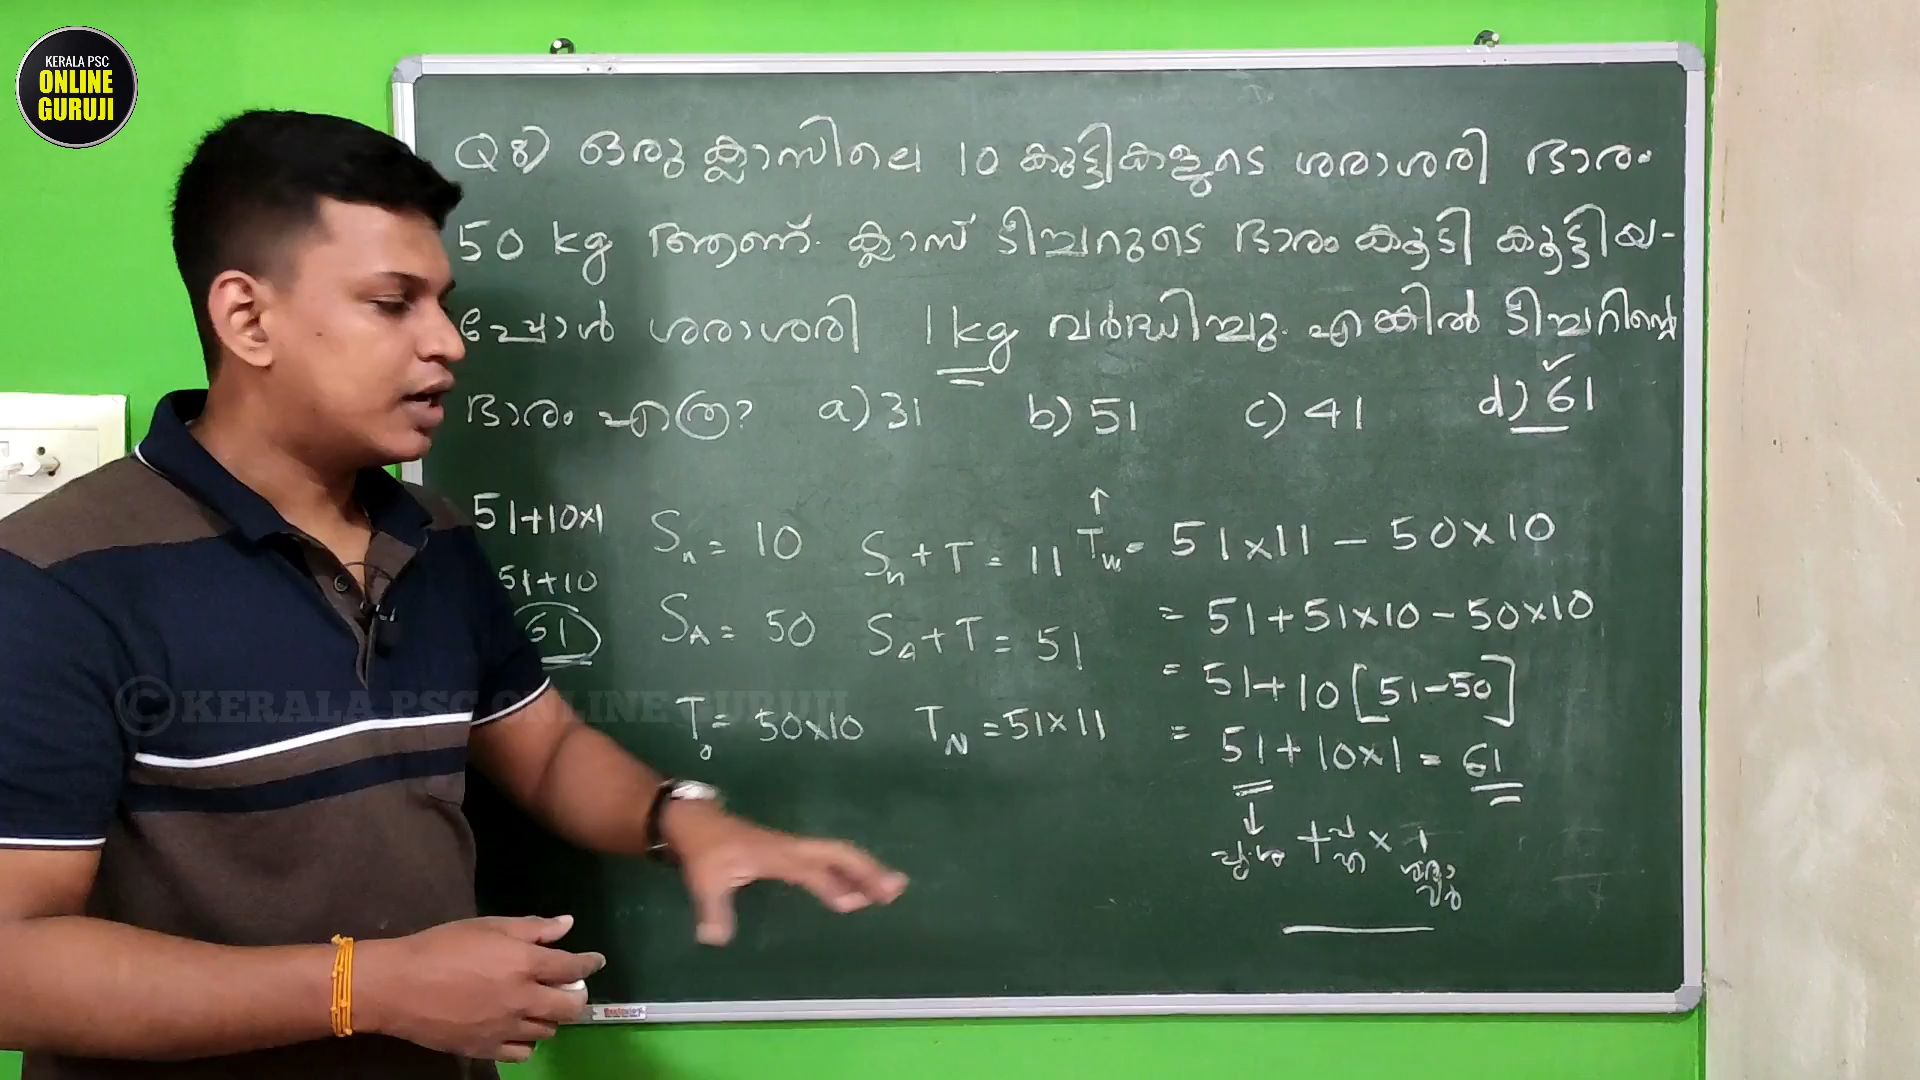 KERALA PSC
ONLINE
GURUJI
Q 8) ഒരു ക്ലാസിലെ 10 കുട്ടികളുടെ ശരാശരി ഭാരം
50 kg ആണ്. ക്ലാസ് ടീച്ചറുടെ ഭാരം കൂടി കൂട്ടിയ-
പ്പോൾ ശരാശരി 1 kg വർദ്ധിച്ചു. എങ്കിൽ ടീച്ചറിന്റെ
ഭാരം എത്ര? a) 31 b) 51 c) 41 d) 61
51+10×1
51+10
61
Sn = 10 Sn + T = 11
SA = 50 SA + T = 51
To = 50×10 TN = 51×11
↑
Tw = 51×11 – 50×10
= 51+51×10 – 50×10
= 51+10[51–50]
= 51+10×1 = 61
↓
പു.ശ + പ എ × 1
© KERALA PSC ONLINE GURUJI